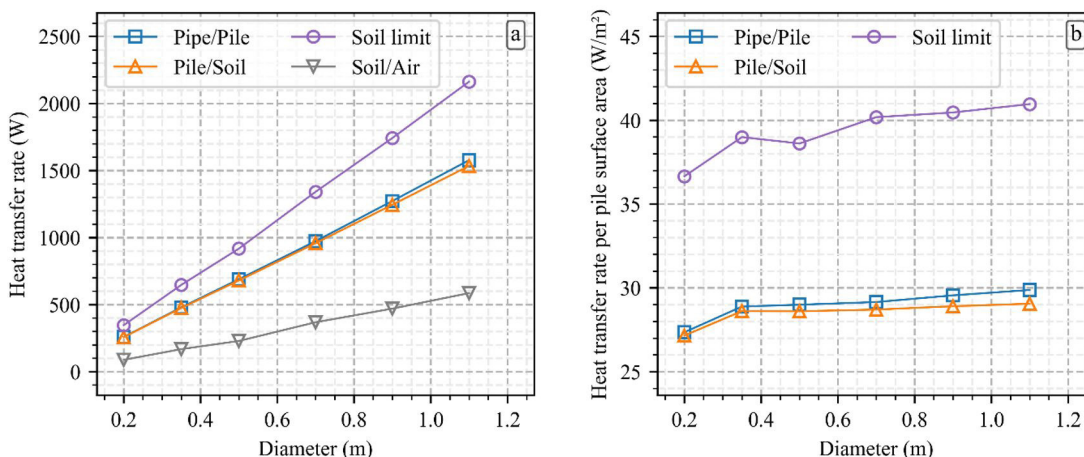 Heat transfer rate (W)
2500
2000
1500
1000
500
0
0.2 0.4 0.6 0.8 1.0 1.2
Diameter (m)
Pipe/Pile
Pile/Soil
Soil limit
Soil/Air
a
Heat transfer rate per pile surface area (W/m²)
45
40
35
30
25
0.2 0.4 0.6 0.8 1.0 1.2
Diameter (m)
Pipe/Pile
Pile/Soil
Soil limit
b